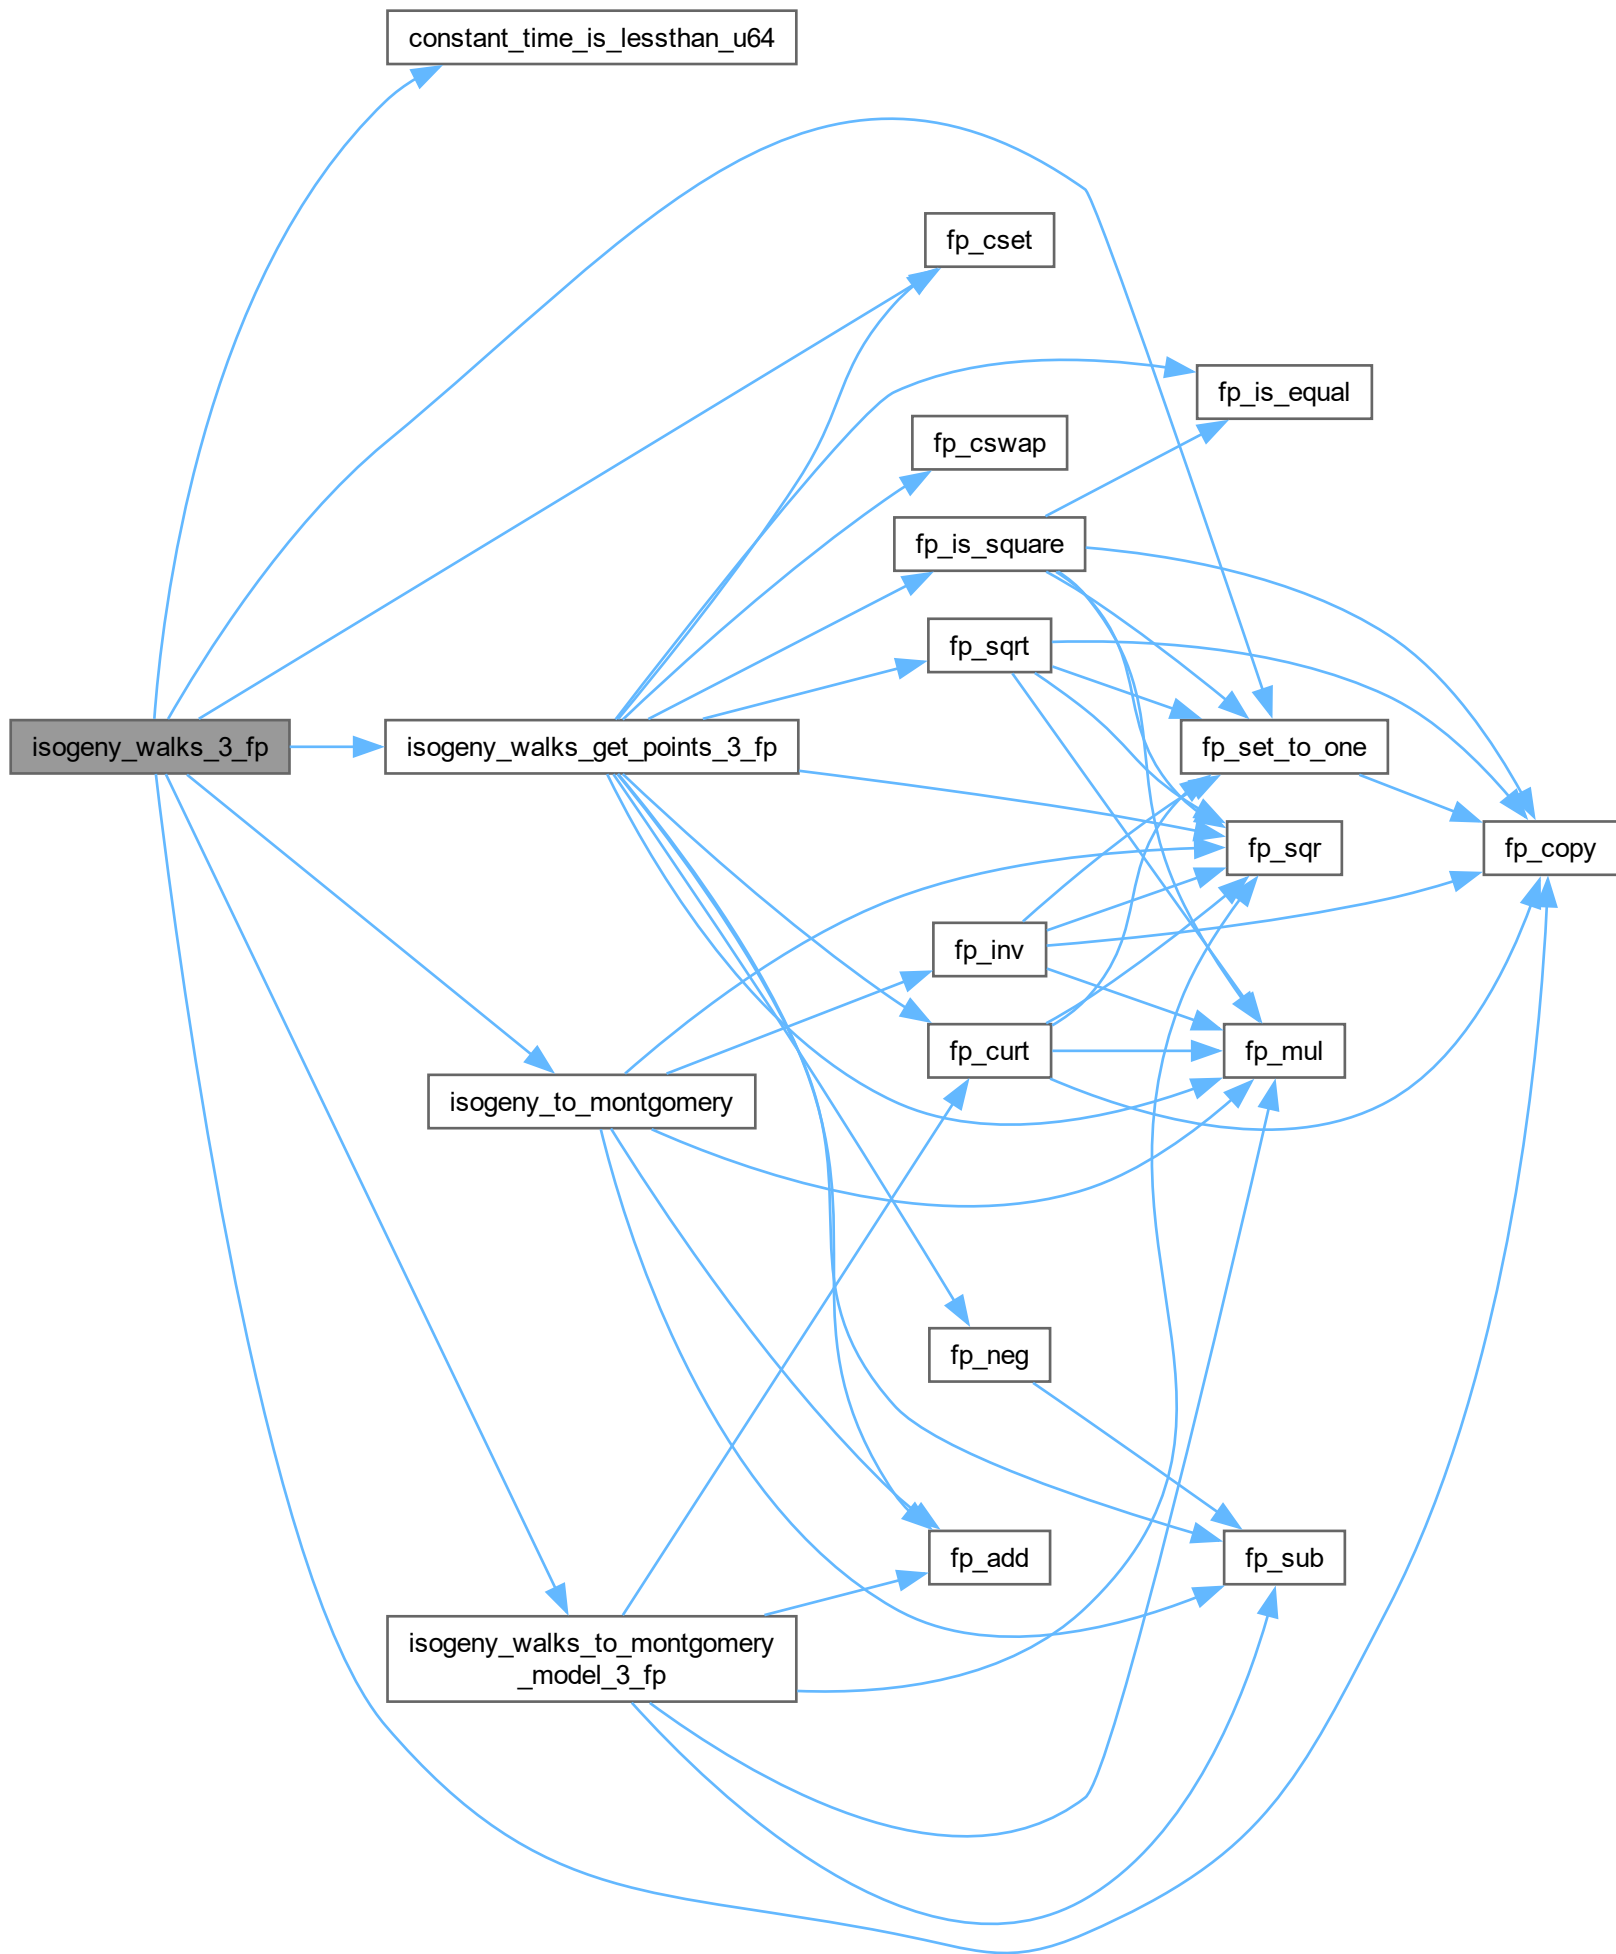 constant_time_is_lessthan_u64
fp_cset
fp_is_equal
fp_cswap
fp_is_square
fp_sqrt
isogeny_walks_3_fp
isogeny_walks_get_points_3_fp
fp_set_to_one
fp_sqr
fp_copy
fp_inv
fp_curt
fp_mul
isogeny_to_montgomery
fp_neg
fp_add
fp_sub
isogeny_walks_to_montgomery
_model_3_fp